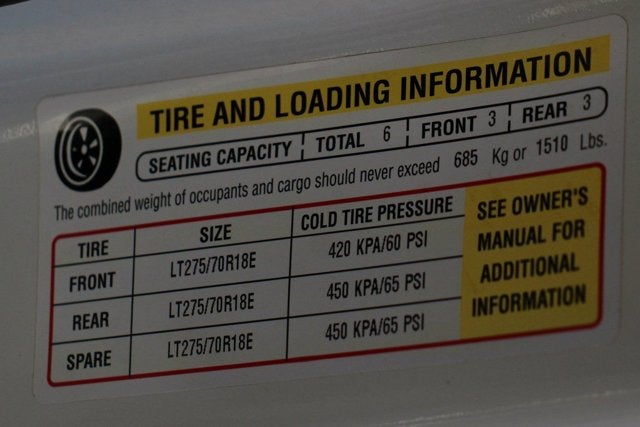 TIRE AND LOADING INFORMATION
SEATING CAPACITY TOTAL 6 FRONT 3 REAR 3
The combined weight of occupants and cargo should never exceed 685 Kg or 1510 Lbs.
TIRE SIZE COLD TIRE PRESSURE
FRONT LT275/70R18E 420 KPA/60 PSI
REAR LT275/70R18E 450 KPA/65 PSI
SPARE LT275/70R18E 450 KPA/65 PSI
SEE OWNER'S
MANUAL FOR
ADDITIONAL
INFORMATION